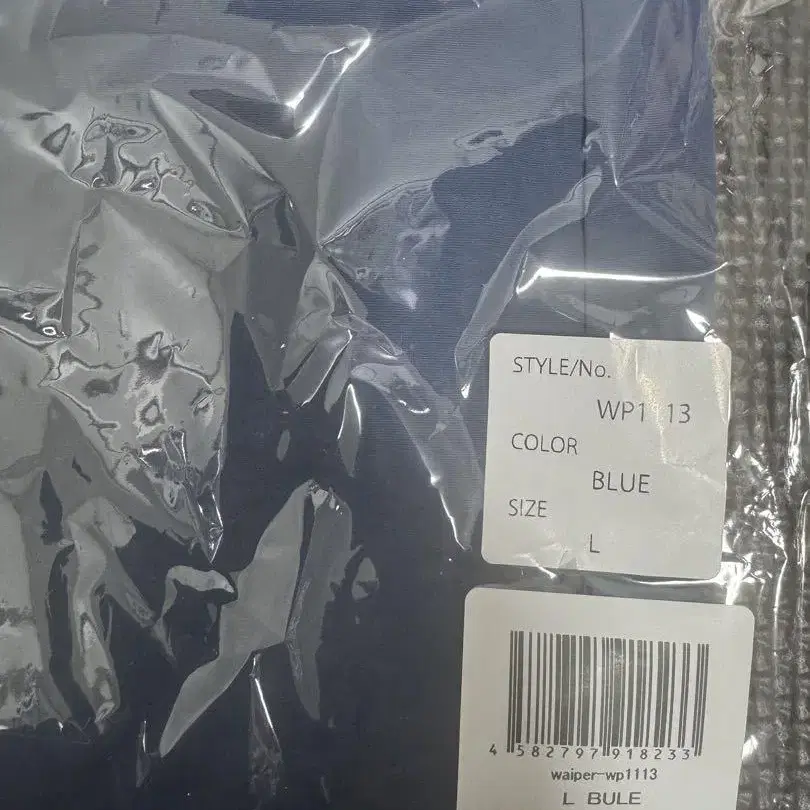 STYLE/No.
WP1113
COLOR
BLUE
SIZE
L
4 582797 918233
waiper-wp1113
L BULE